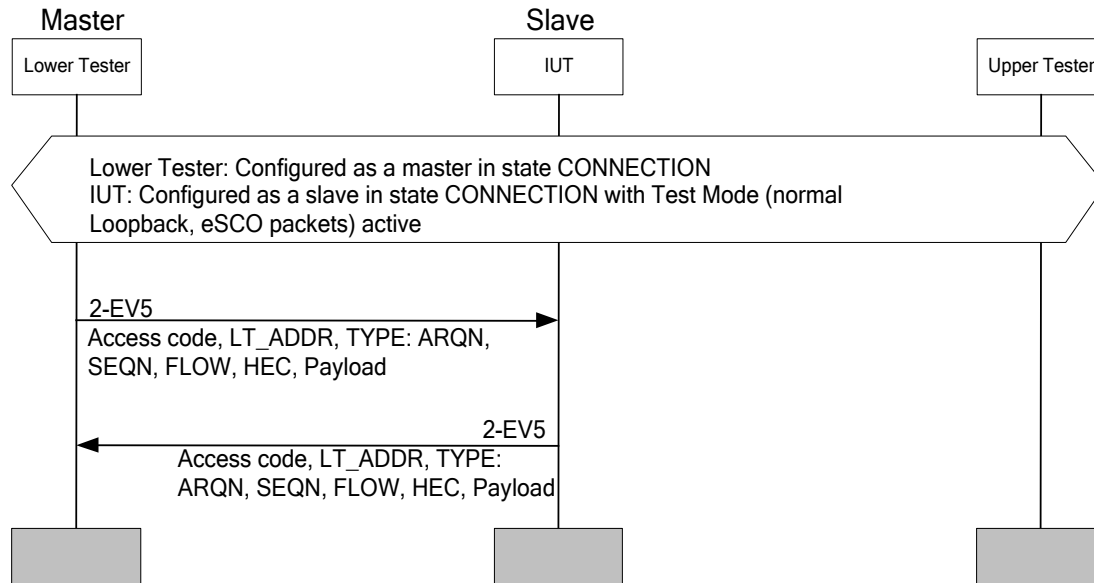 Master
Slave
Lower Tester
IUT
Upper Tester
Lower Tester: Configured as a master in state CONNECTION
IUT: Configured as a slave in state CONNECTION with Test Mode (normal
Loopback, eSCO packets) active
2-EV5
Access code, LT_ADDR, TYPE: ARQN,
SEQN, FLOW, HEC, Payload
2-EV5
Access code, LT_ADDR, TYPE:
ARQN, SEQN, FLOW, HEC, Payload